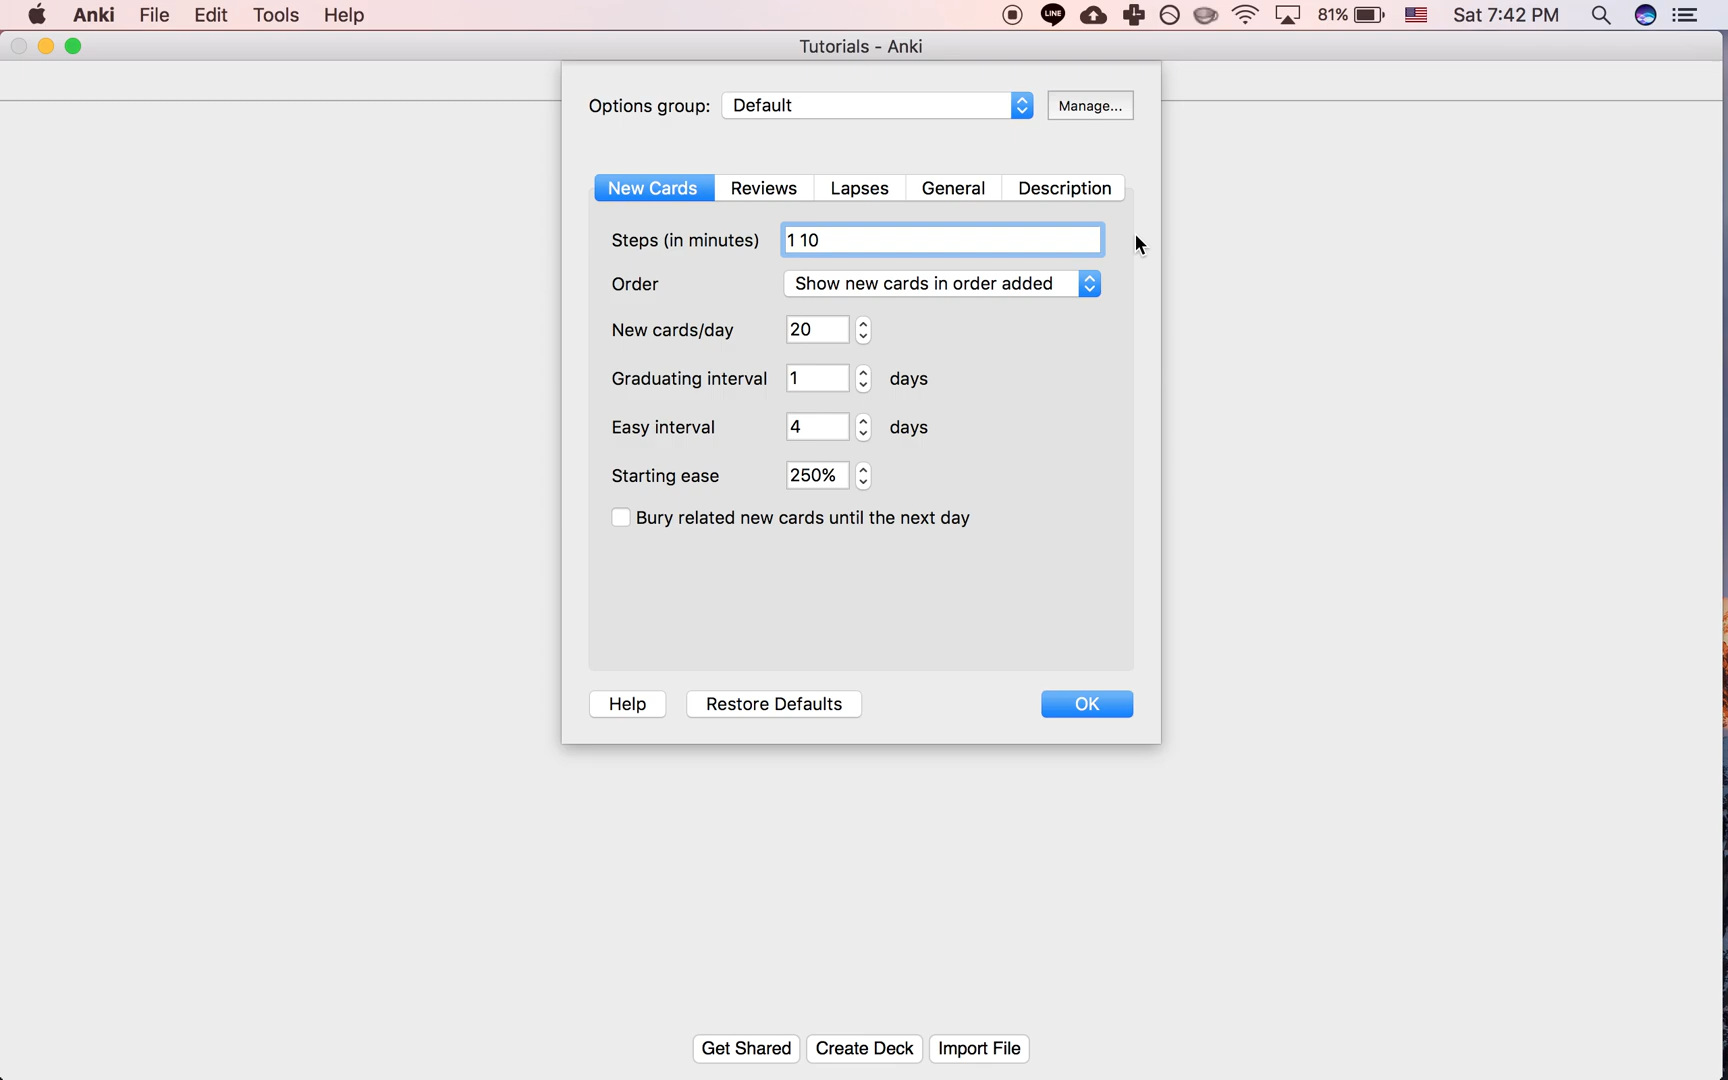 Anki File Edit Tools Help LINE 81% Sat 7:42 PM
Tutorials - Anki
Options group: Default Manage...
New Cards Reviews Lapses General Description
Steps (in minutes) 1 10
Order Show new cards in order added
New cards/day 20
Graduating interval 1 days
Easy interval 4 days
Starting ease 250%
Bury related new cards until the next day
Help Restore Defaults OK
Get Shared Create Deck Import File